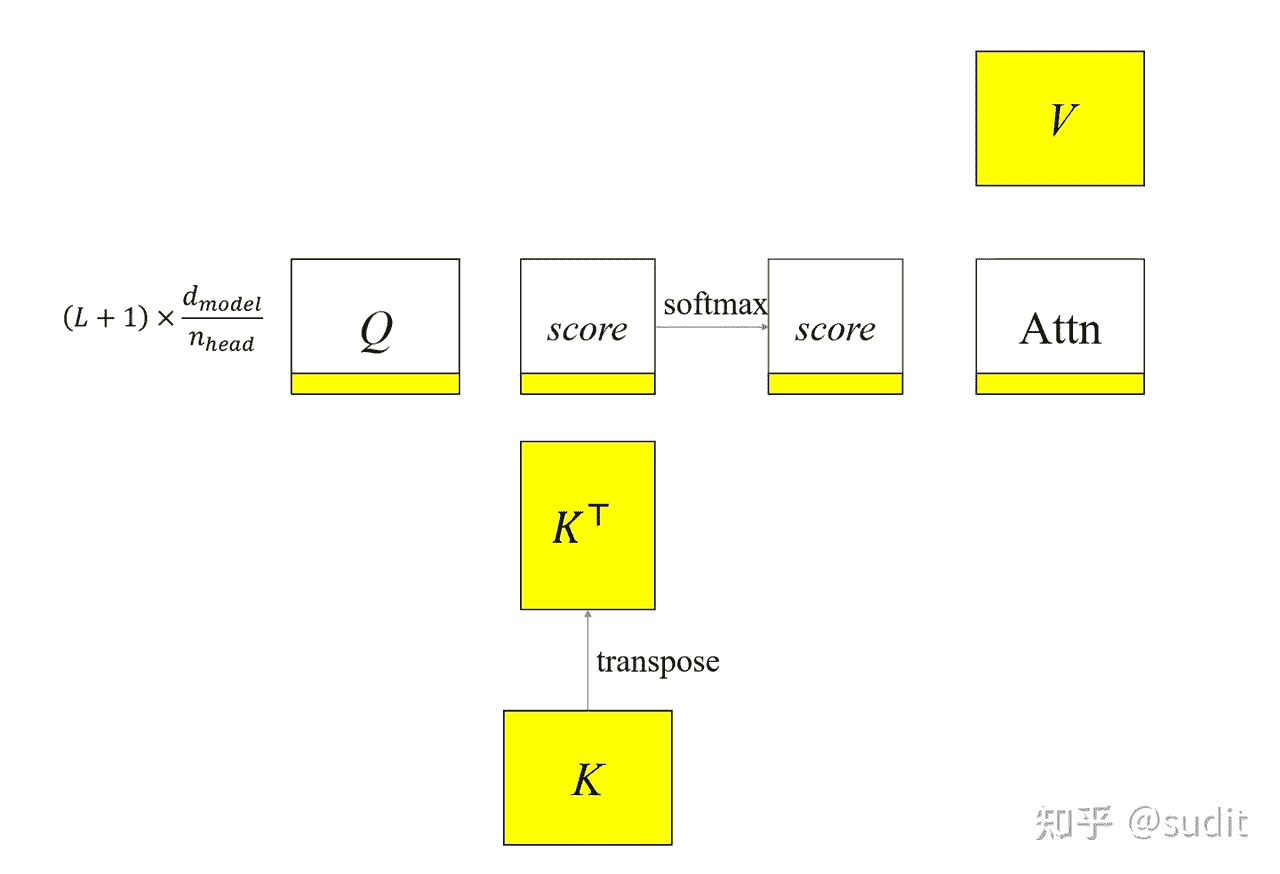 V
(L + 1) × d_model / n_head
Q
score
softmax
score
Attn
K⊤
transpose
K
知乎 @sudit